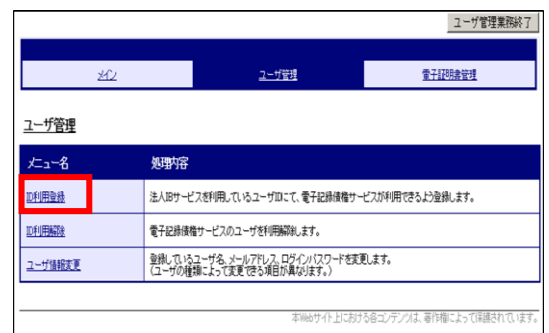 ユーザ管理業務終了
メイン ユーザ管理 電子証明書管理
ユーザ管理
メニュー名 処理内容
ID利用登録 法人IBサービスを利用しているユーザIDにて、電子記録債権サービスが利用できるよう登録します。
ID利用解除 電子記録債権サービスのユーザを利用解除します。
ユーザ情報変更 登録しているユーザ名、メールアドレス、ログインパスワードを変更します。
(ユーザの種類によって変更できる項目が異なります。)
本Webサイト上における各コンテンツは、著作権によって保護されています。